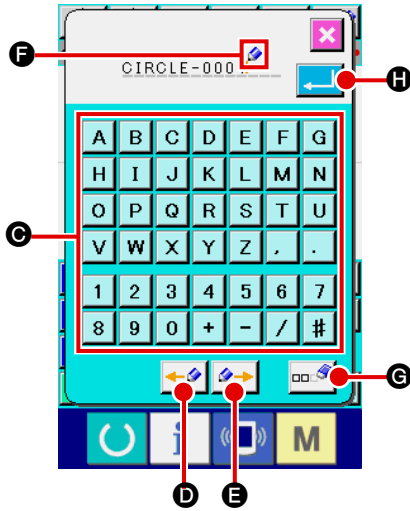 F
CIRCLE-000
H
A B C D E F G
H I J K L M N
O P Q R S T U
C
V W X Y Z , .
1 2 3 4 5 6 7
8 9 0 + - / #
G
i M
D E